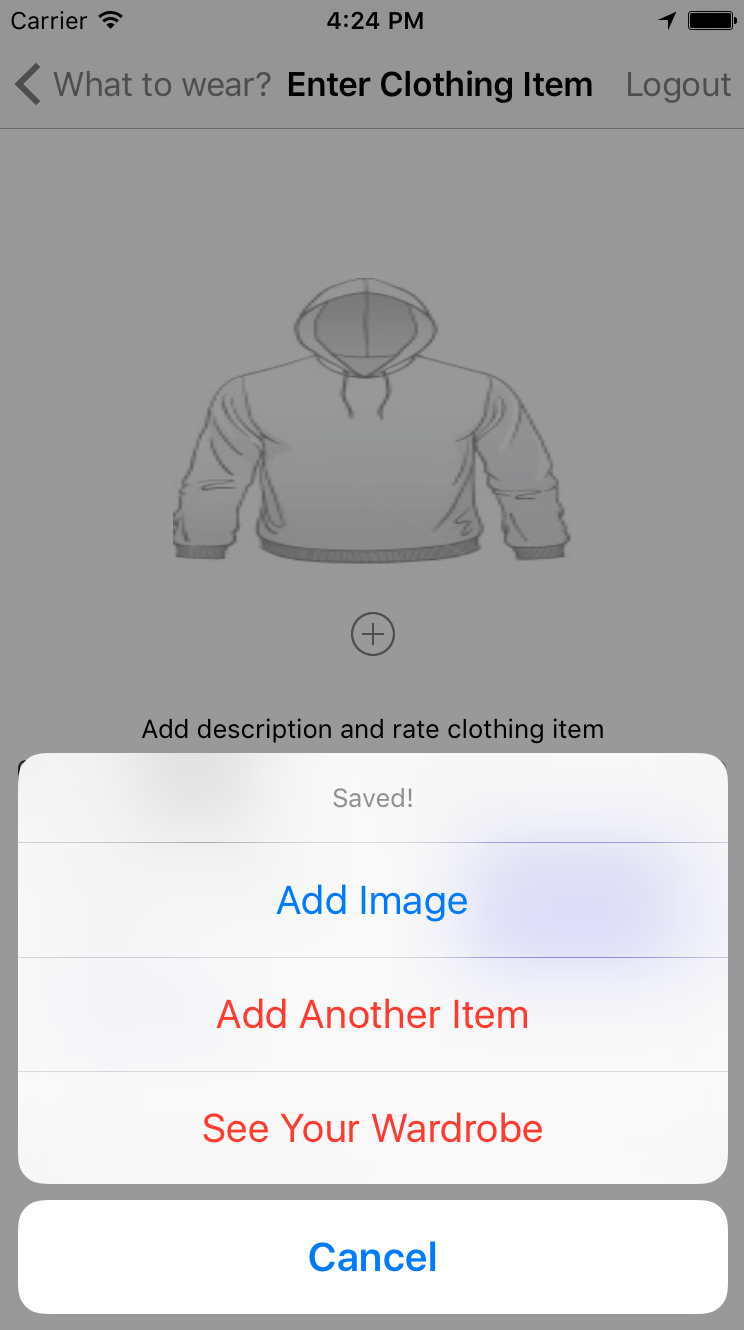 Carrier 4:24 PM
What to wear? Enter Clothing Item Logout
Add description and rate clothing item
Saved!
Add Image
Add Another Item
See Your Wardrobe
Cancel